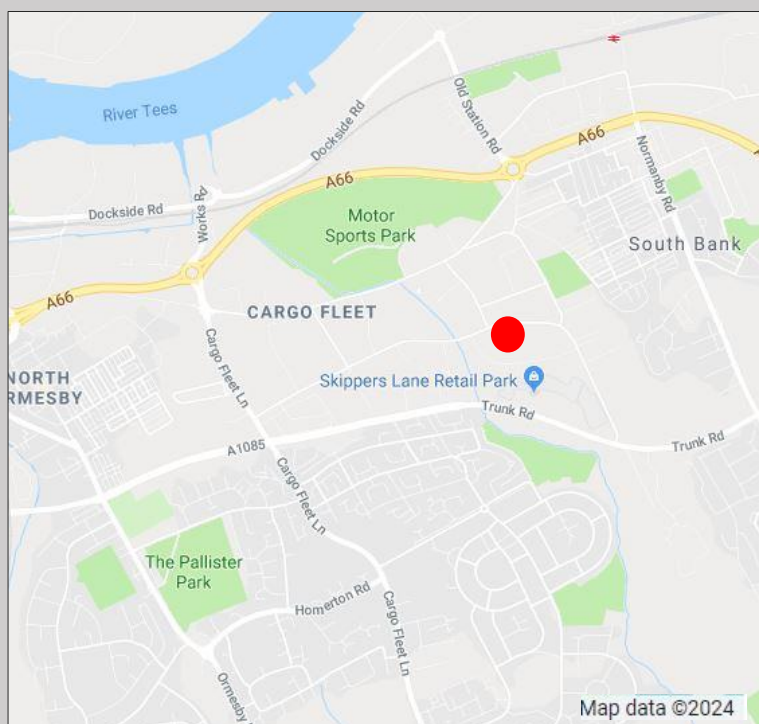 River Tees
Dockside Rd
Old Station Rd
A66
A66
Normanby Rd
Dockside Rd
Works R
Motor
Sports Park
South Bank
A66
CARGO FLEET
NORTH
RMESBY
Cargo Fleet Ln
Skippers Lane Retail Park
Trunk Rd
Trunk Rd
A1085
Cargo Fleet Ln
The Pallister
Park
Homerton Rd
Cargo Fleet Ln
Ormesby
Map data ©2024